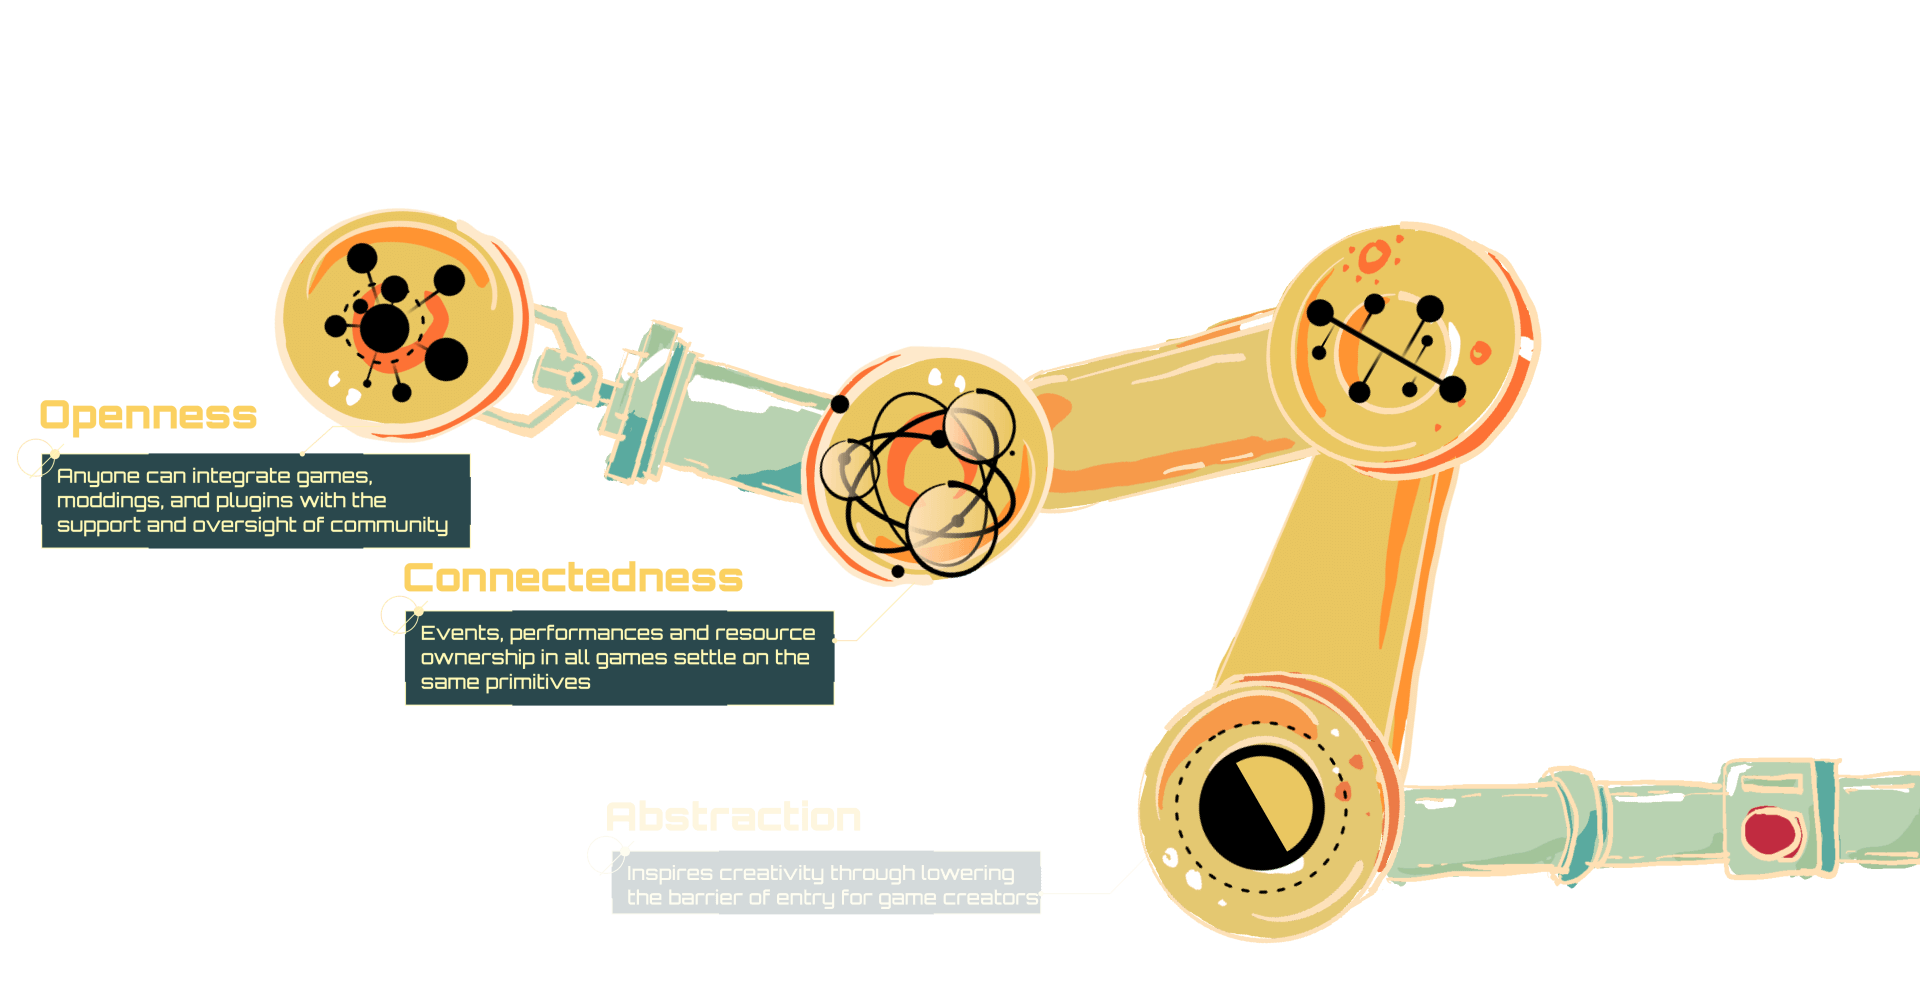 Openness
Anyone can integrate games,
moddings, and plugins with the
support and oversight of community
Connectedness
Events, performances and resource
ownership in all games settle on the
same primitives
Abstraction
Inspires creativity through lowering
the barrier of entry for game creators